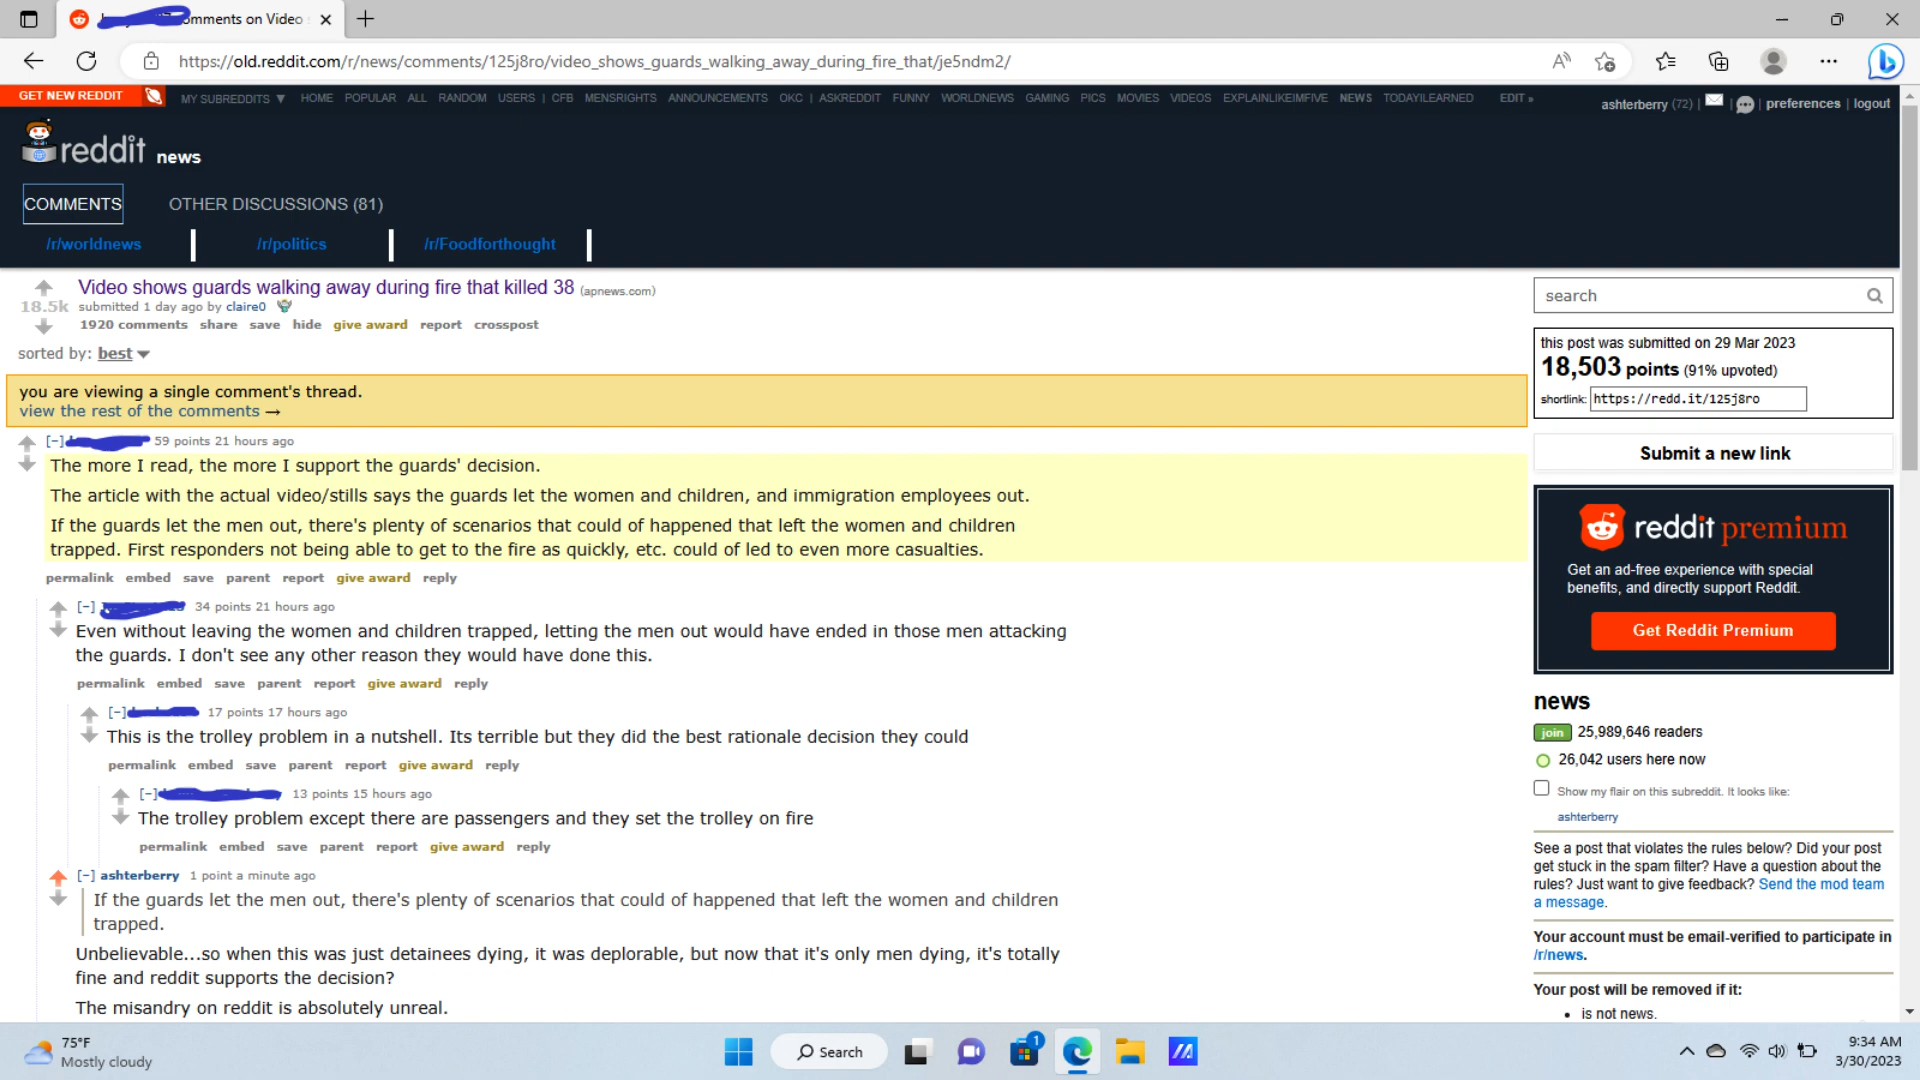 omments on Video
https://old.reddit.com/r/news/comments/125j8ro/video_shows_guards_walking_away_during_fire_that/je5ndm2/
GET NEW REDDIT MY SUBREDDITS ▼ HOME POPULAR ALL RANDOM USERS | CFB MENSRIGHTS ANNOUNCEMENTS OKC | ASKREDDIT FUNNY WORLDNEWS GAMING PICS MOVIES VIDEOS EXPLAINLIKEIMFIVE NEWS TODAYILEARNED EDIT »
ashterberry (72) | | | preferences | logout
reddit news
COMMENTS OTHER DISCUSSIONS (81)
/r/worldnews /r/politics /r/Foodforthought
Video shows guards walking away during fire that killed 38 (apnews.com)
18.5k submitted 1 day ago by claire0
1920 comments share save hide give award report crosspost
sorted by: best ▼
you are viewing a single comment's thread.
view the rest of the comments →
[–] 59 points 21 hours ago
The more I read, the more I support the guards' decision.
The article with the actual video/stills says the guards let the women and children, and immigration employees out.
If the guards let the men out, there's plenty of scenarios that could of happened that left the women and children
trapped. First responders not being able to get to the fire as quickly, etc. could of led to even more casualties.
permalink embed save parent report give award reply
[–] 34 points 21 hours ago
Even without leaving the women and children trapped, letting the men out would have ended in those men attacking
the guards. I don't see any other reason they would have done this.
permalink embed save parent report give award reply
[–] 17 points 17 hours ago
This is the trolley problem in a nutshell. Its terrible but they did the best rationale decision they could
permalink embed save parent report give award reply
[–] 13 points 15 hours ago
The trolley problem except there are passengers and they set the trolley on fire
permalink embed save parent report give award reply
[–] ashterberry 1 point a minute ago
If the guards let the men out, there's plenty of scenarios that could of happened that left the women and children
trapped.
Unbelievable...so when this was just detainees dying, it was deplorable, but now that it's only men dying, it's totally
fine and reddit supports the decision?
The misandry on reddit is absolutely unreal.
search
this post was submitted on 29 Mar 2023
18,503 points (91% upvoted)
shortlink: https://redd.it/125j8ro
Submit a new link
reddit premium
Get an ad-free experience with special
benefits, and directly support Reddit.
Get Reddit Premium
news
join 25,989,646 readers
26,042 users here now
Show my flair on this subreddit. It looks like:
ashterberry
See a post that violates the rules below? Did your post
get stuck in the spam filter? Have a question about the
rules? Just want to give feedback? Send the mod team
a message.
Your account must be email-verified to participate in
/r/news.
Your post will be removed if it:
• is not news.
75°F
Mostly cloudy
Search
1
9:34 AM
3/30/2023